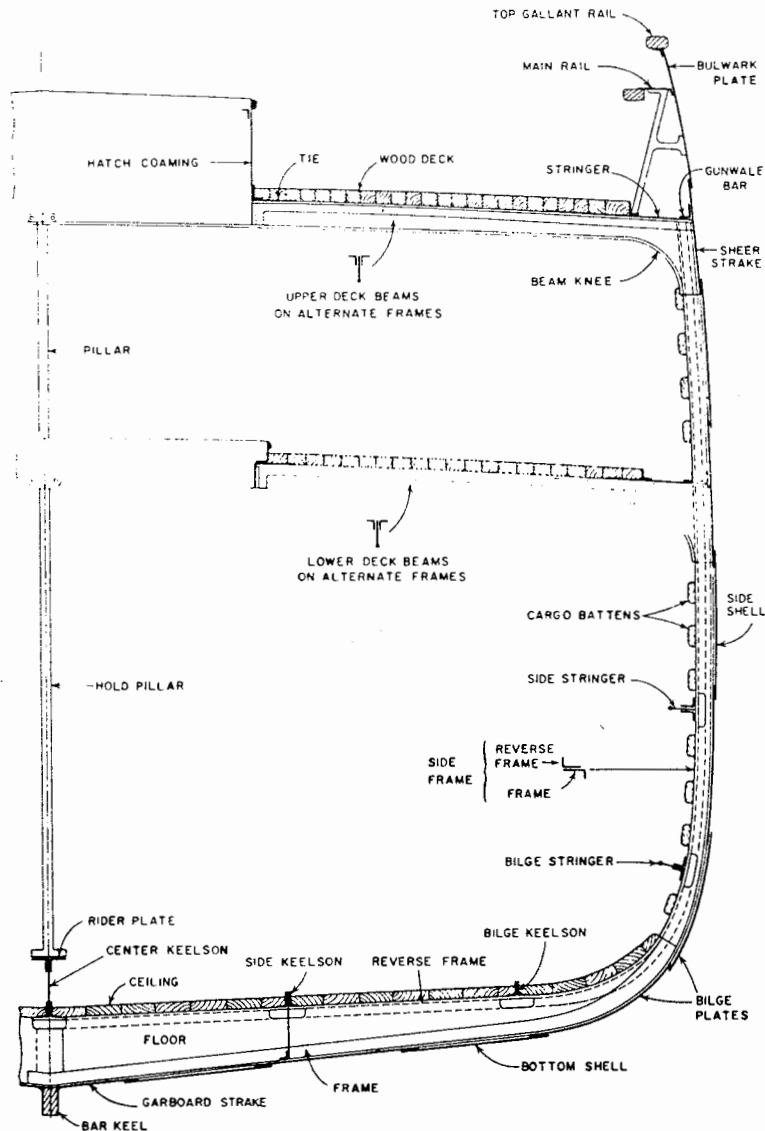 TOP GALLANT RAIL
MAIN RAIL
BULWARK
PLATE
HATCH COAMING
TIE
WOOD DECK
STRINGER
GUNWALE
BAR
SHEER
STRAKE
BEAM KNEE
UPPER DECK BEAMS
ON ALTERNATE FRAMES
PILLAR
LOWER DECK BEAMS
ON ALTERNATE FRAMES
CARGO BATTENS
SIDE
SHELL
SIDE STRINGER
HOLD PILLAR
SIDE
FRAME
REVERSE
FRAME
FRAME
BILGE STRINGER
RIDER PLATE
CENTER KEELSON
SIDE KEELSON
REVERSE FRAME
BILGE KEELSON
CEILING
BILGE
PLATES
FLOOR
BOTTOM SHELL
FRAME
GARBOARD STRAKE
BAR KEEL